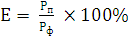 E = Pп / Pф × 100%